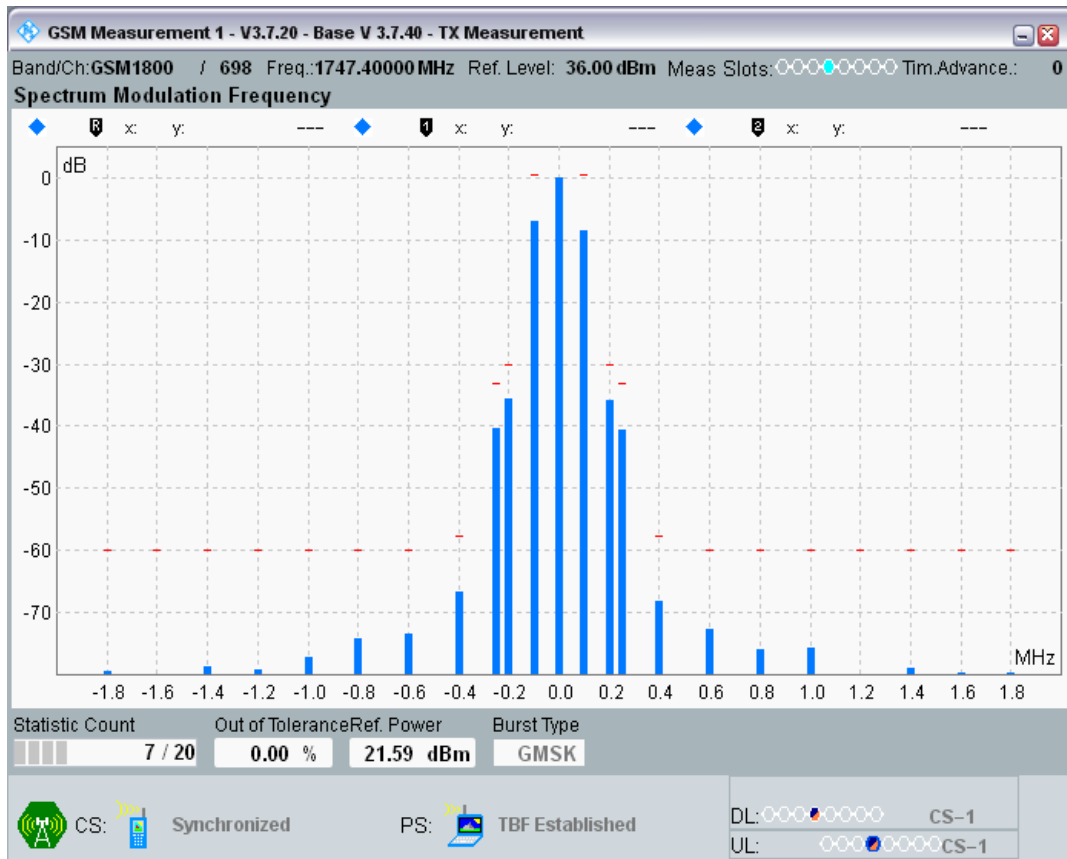 GSM Measurement 1 - V3.7.20 - Base V 3.7.40 - TX Measurement
Band/Ch:GSM1800 / 698 Freq.:1747.40000 MHz Ref. Level: 36.00 dBm Meas Slots: Tim.Advance.: 0
Spectrum Modulation Frequency
R x: y: --- 1 x: y: --- 2 x: y: ---
dB
0
-10
-20
-30
-40
-50
-60
-70
MHz
-1.8 -1.6 -1.4 -1.2 -1.0 -0.8 -0.6 -0.4 -0.2 0.0 0.2 0.4 0.6 0.8 1.0 1.2 1.4 1.6 1.8
Statistic Count Out of Tolerance Ref. Power Burst Type
7 / 20 0.00 % 21.59 dBm GMSK
CS: Synchronized PS: TBF Established DL: CS-1
UL: CS-1